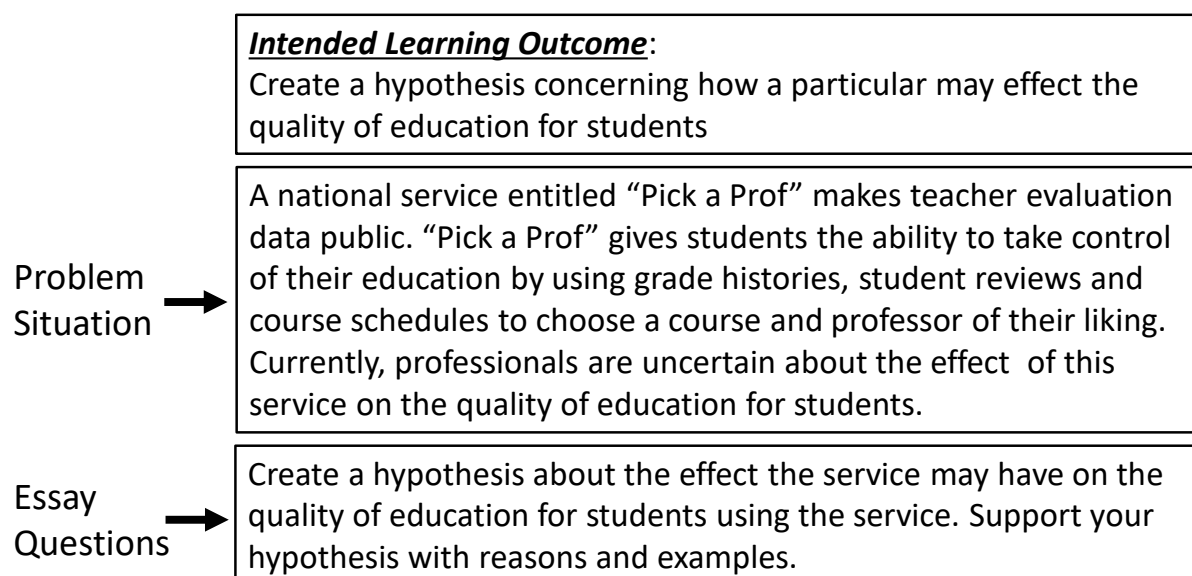 Intended Learning Outcome:
Create a hypothesis concerning how a particular may effect the
quality of education for students
Problem
Situation
A national service entitled “Pick a Prof” makes teacher evaluation
data public. “Pick a Prof” gives students the ability to take control
of their education by using grade histories, student reviews and
course schedules to choose a course and professor of their liking.
Currently, professionals are uncertain about the effect of this
service on the quality of education for students.
Essay
Questions
Create a hypothesis about the effect the service may have on the
quality of education for students using the service. Support your
hypothesis with reasons and examples.